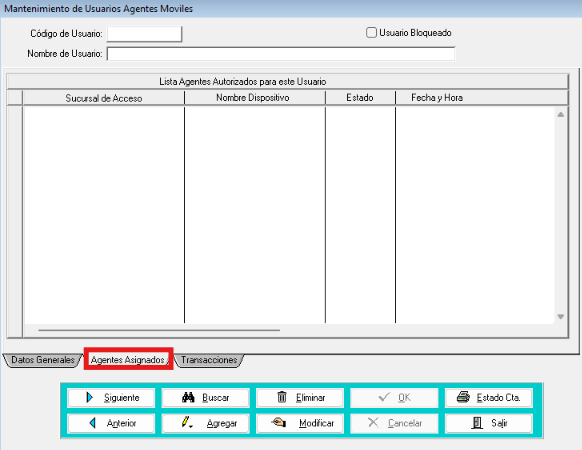 Mantenimiento de Usuarios Agentes Moviles
Código de Usuario: Usuario Bloqueado
Nombre de Usuario:
Lista Agentes Autorizados para este Usuario
Sucursal de Acceso Nombre Dispositivo Estado Fecha y Hora
Datos Generales Agentes Asignados Transacciones
Siguiente Buscar Eliminar OK Estado Cta.
Anterior Agregar Modificar Cancelar Salir